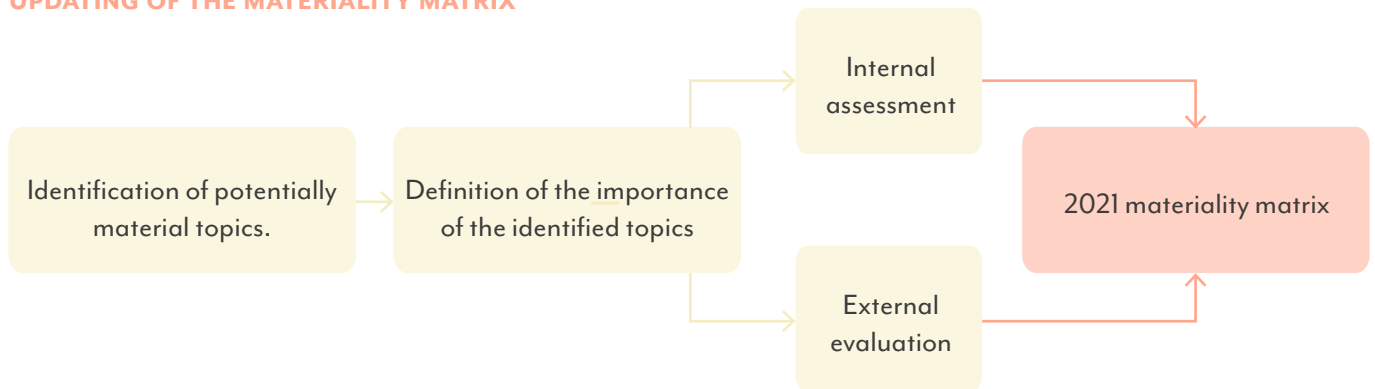 UPDATING OF THE MATERIALITY MATRIX
Internal
assessment
Identification of potentially
material topics.
Definition of the importance
of the identified topics
2021 materiality matrix
External
evaluation